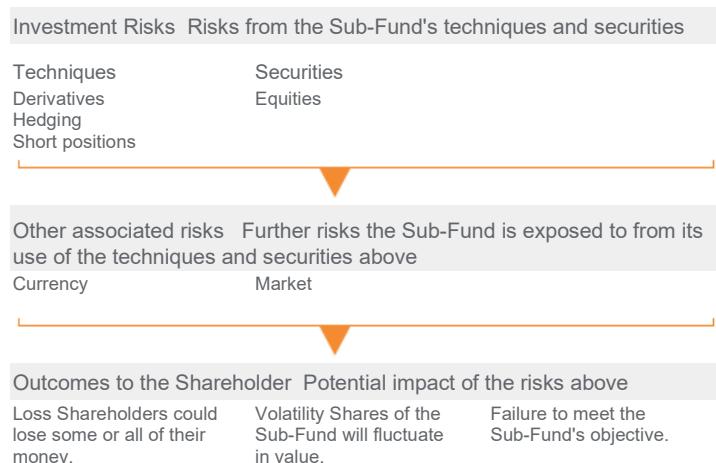 Investment Risks Risks from the Sub-Fund's techniques and securities
Techniques
Derivatives
Hedging
Short positions
Securities
Equities
Other associated risks Further risks the Sub-Fund is exposed to from its
use of the techniques and securities above
Currency
Market
Outcomes to the Shareholder Potential impact of the risks above
Loss Shareholders could
lose some or all of their
money.
Volatility Shares of the
Sub-Fund will fluctuate
in value.
Failure to meet the
Sub-Fund's objective.